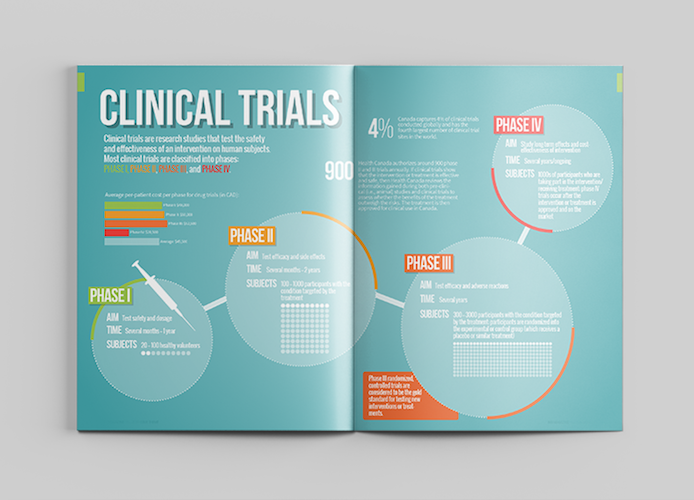 CLINICAL TRIALS
Clinical trials are research studies that test the safety
and effectiveness of an intervention on human subjects.
Most clinical trials are classified into phases:
PHASE I, PHASE II, PHASE III, and PHASE IV.
Average per-patient cost per phase for drug trials (in CAD):
Phase I
Phase II
Phase III
Phase IV
Average
PHASE I
AIM Test safety and dosage
TIME Several months - 1 year
SUBJECTS 20 - 100 healthy volunteers
PHASE II
AIM Test efficacy and side effects
TIME Several months - 2 years
SUBJECTS 100 - 1000 participants with the
condition targeted by the
treatment
900
4%
Canada captures 4% of clinical trials
conducted globally and has the
fourth largest number of clinical trial
sites in the world.
Health Canada authorizes around 900 phase
I and II trials annually. If clinical trials show
that the intervention or treatment is effective
and safe, then Health Canada reviews the
information gained during both pre-clin-
ical animal studies and clinical trials to
assess whether the benefits of the treatment
outweigh the risks. The treatment is then
approved for clinical use in Canada.
PHASE III
AIM Test efficacy and adverse reactions
TIME Several years
SUBJECTS 300 - 3000 participants with the condition targeted
by the treatment; participants are randomized into
the experimental or control group (which receives a
placebo or similar treatment)
Phase III randomized,
controlled trials are
considered to be the gold
standard for testing new
interventions or treat-
ments.
PHASE IV
AIM Study long term effects and cost-
effectiveness of an intervention
TIME Several years/ongoing
SUBJECTS 1000s of participants who are
taking part in the intervention/
receiving treatment; phase IV
trials occur after the
intervention or treatment is
approved and on the
market